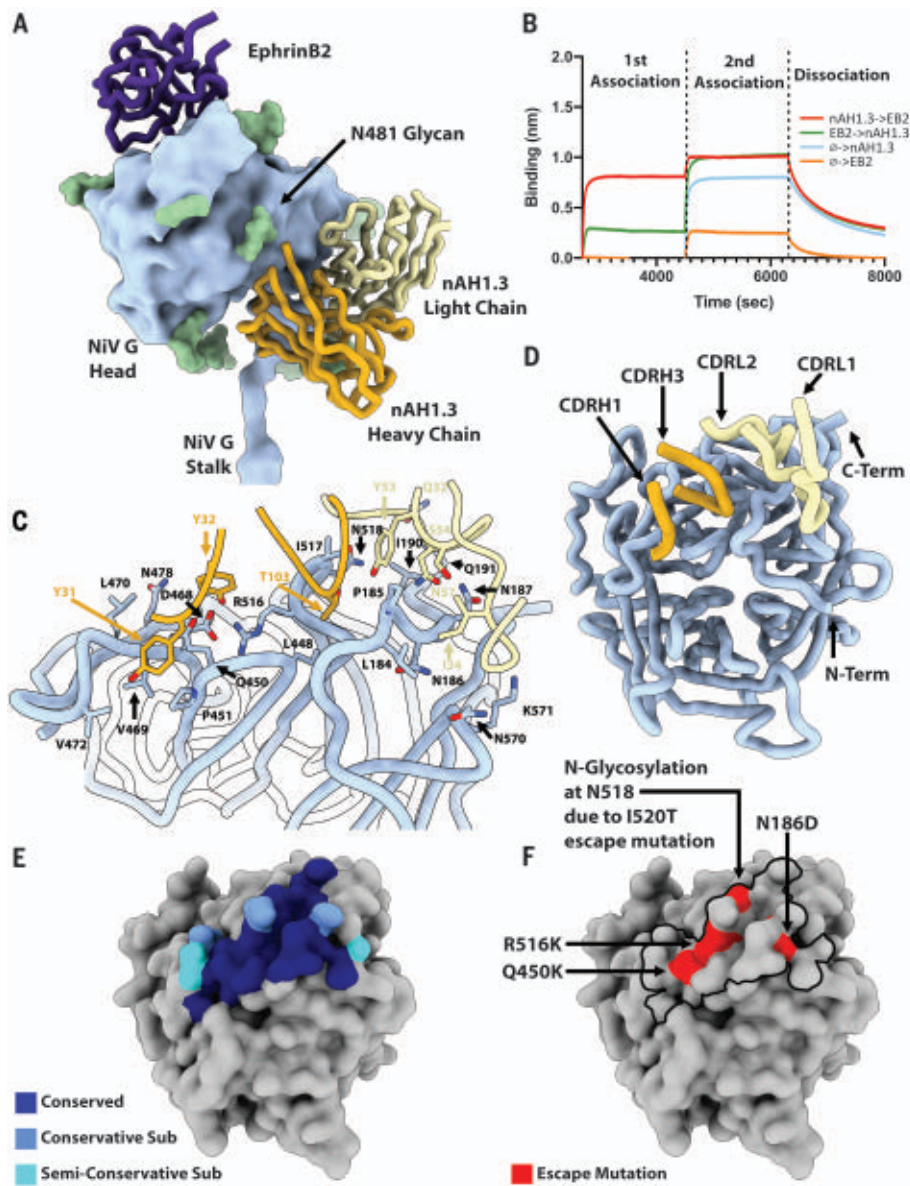 A
EphrinB2
N481 Glycan
nAH1.3
Light Chain
NiV G
Head
nAH1.3
Heavy Chain
NiV G
Stalk
B
2.0
1.5
1.0
0.5
0.0
Binding (nm)
1st
Association
2nd
Association
Dissociation
nAH1.3->EB2
EB2->nAH1.3
ø->nAH1.3
ø->EB2
4000
6000
8000
Time (sec)
C
Y32
Y53
Q32
I517
N518
I190
S54
Q191
L470
N478
D468
Y31
R516
T103
P185
N57
N187
L448
L184
I34
N186
Q450
P451
V469
V472
K571
N570
D
CDRL2
CDRL1
CDRH3
CDRH1
C-Term
N-Term
E
Conserved
Conservative Sub
Semi-Conservative Sub
N-Glycosylation
at N518
due to I520T
escape mutation
N186D
F
R516K
Q450K
Escape Mutation